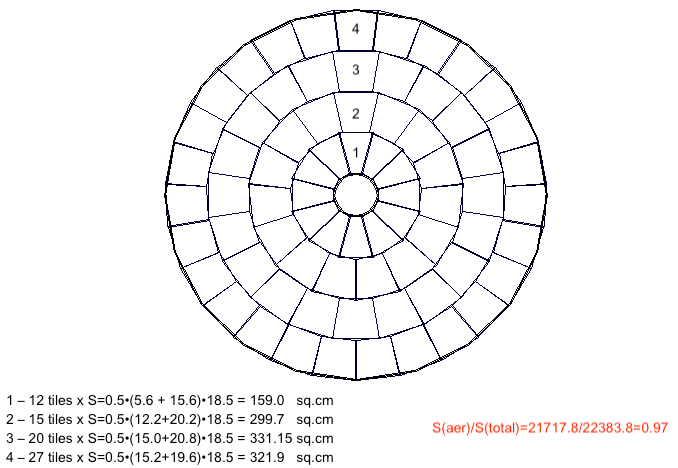 4
3
2
1
1 – 12 tiles x S=0.5•(5.6 + 15.6)•18.5 = 159.0 sq.cm
2 – 15 tiles x S=0.5•(12.2+20.2)•18.5 = 299.7 sq.cm
3 – 20 tiles x S=0.5•(15.0+20.8)•18.5 = 331.15 sq.cm
4 – 27 tiles x S=0.5•(15.2+19.6)•18.5 = 321.9 sq.cm
S(aer)/S(total)=21717.8/22383.8=0.97